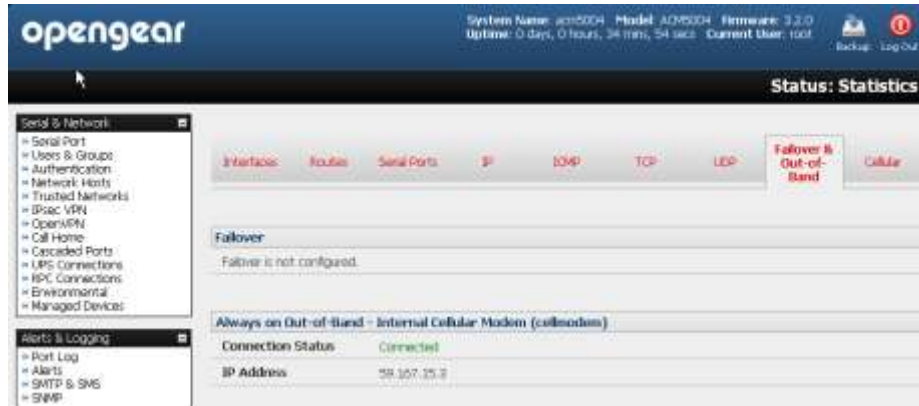 opengear
System Name: acm5004 Model: ACM5004 Firmware: 3.2.0
Uptime: 0 days, 0 hours, 34 mins, 54 secs Current User: root
Backup Log Out
Status: Statistics
Serial & Network
» Serial Port
» Users & Groups
» Authentication
» Network Hosts
» Trusted Networks
» IPsec VPN
» OpenVPN
» Call Home
» Cascaded Ports
» UPS Connections
» RPC Connections
» Environmental
» Managed Devices
Alerts & Logging
» Port Log
» Alerts
» SMTP & SMS
» SNMP
Interfaces Routes Serial Ports IP ICMP TCP UDP Failover & Out-of-Band Cellular
Failover
Failover is not configured.
Always on Out-of-Band - Internal Cellular Modem (cellmodem)
Connection Status Connected
IP Address 59.167.15.3